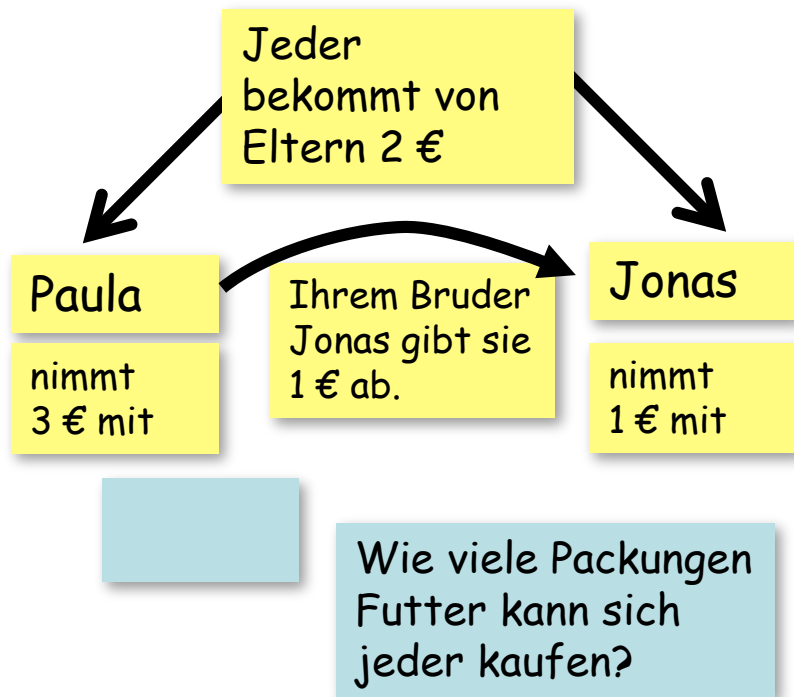 Jeder
bekommt von
Eltern 2 €
Paula
nimmt
3 € mit
Ihrem Bruder
Jonas gibt sie
1 € ab.
Jonas
nimmt
1 € mit
Wie viele Packungen
Futter kann sich
jeder kaufen?